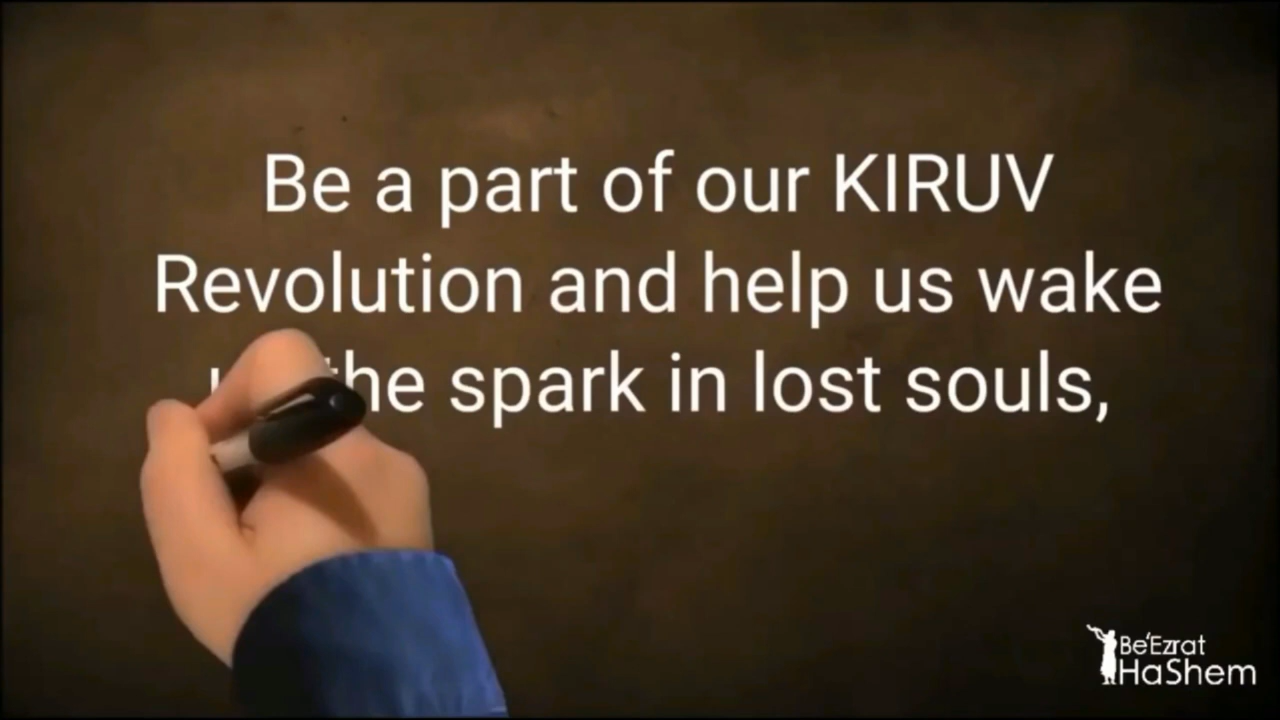 Be a part of our KIRUV
Revolution and help us wake
the spark in lost souls,
Be'Ezrat
HaShem